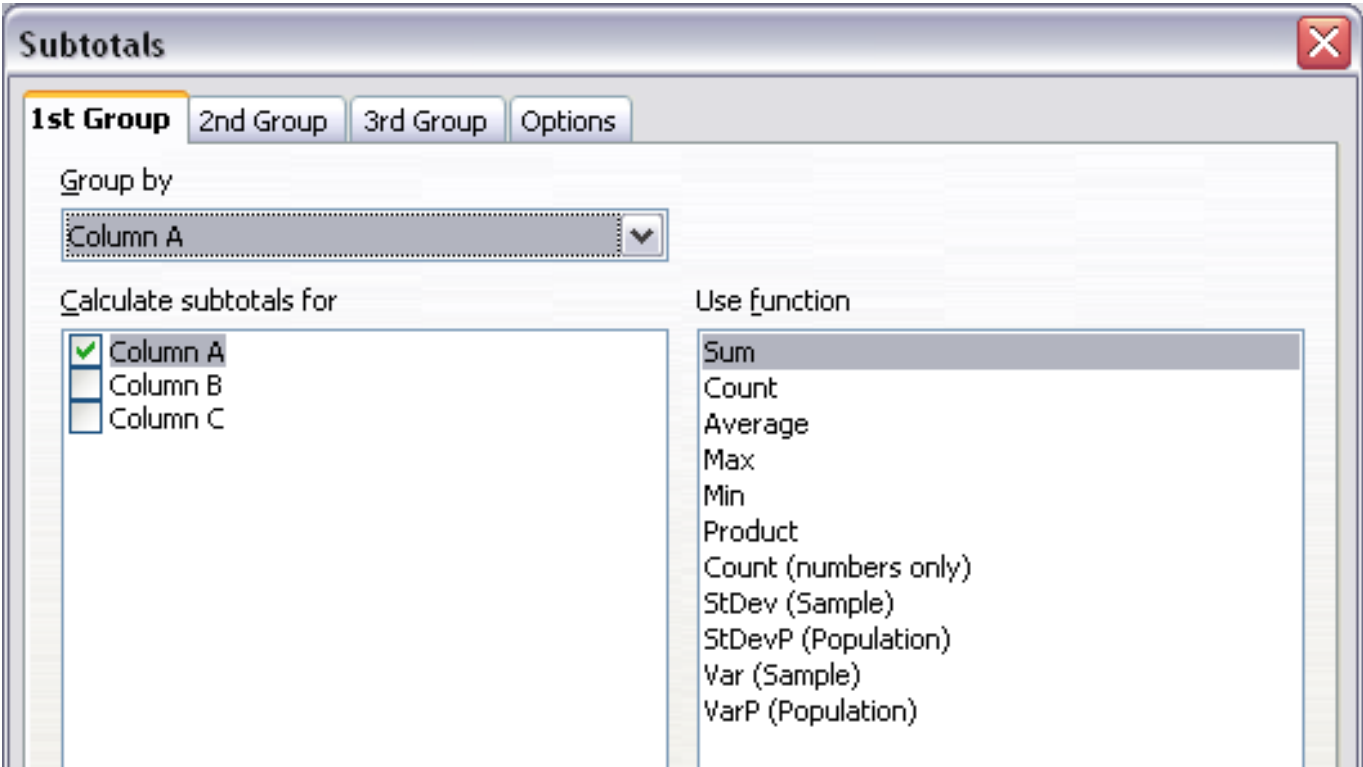 Subtotals
1st Group 2nd Group 3rd Group Options
Group by
Column A
Calculate subtotals for
Column A
Column B
Column C
Use function
Sum
Count
Average
Max
Min
Product
Count (numbers only)
StDev (Sample)
StDevP (Population)
Var (Sample)
VarP (Population)